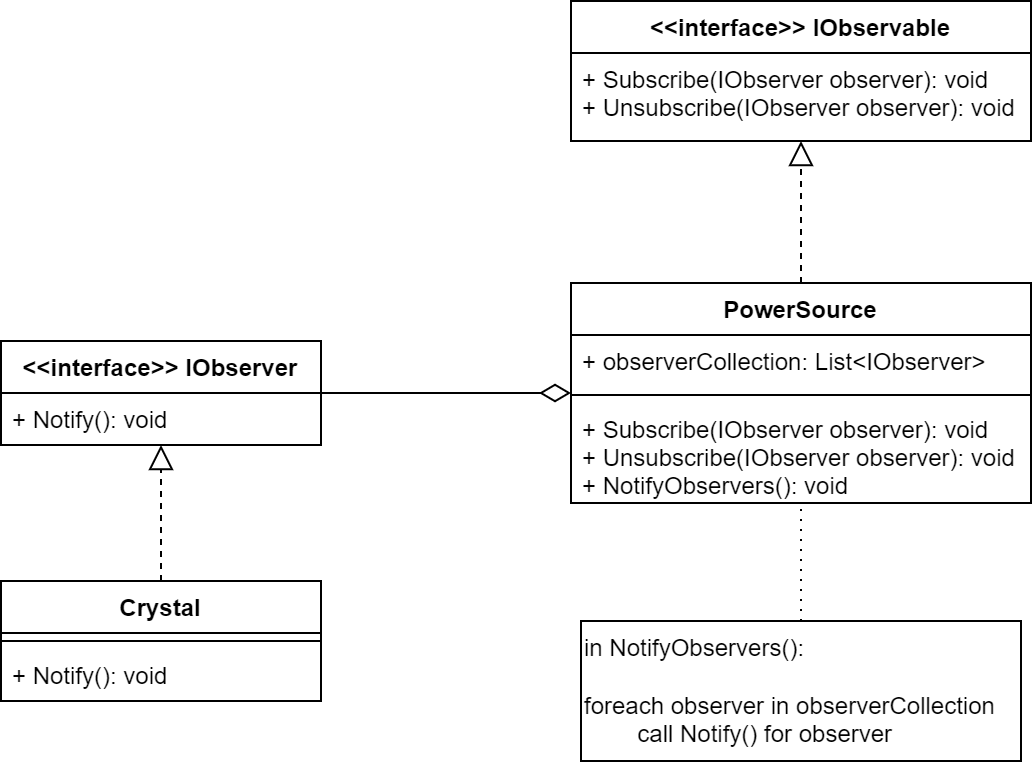 <<interface>> IObservable
+ Subscribe(IObserver observer): void
+ Unsubscribe(IObserver observer): void
PowerSource
+ observerCollection: List<IObserver>
+ Subscribe(IObserver observer): void
+ Unsubscribe(IObserver observer): void
+ NotifyObservers(): void
<<interface>> IObserver
+ Notify(): void
Crystal
+ Notify(): void
in NotifyObservers():
foreach observer in observerCollection
call Notify() for observer